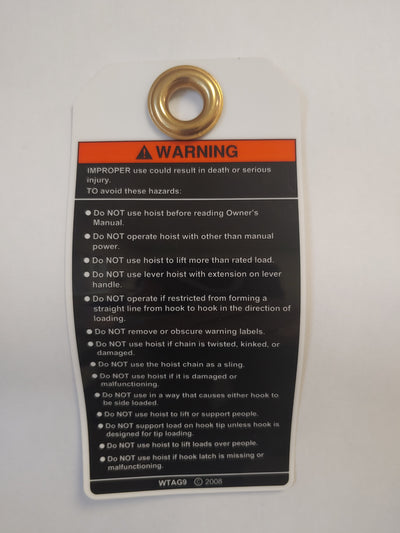 WARNING
IMPROPER use could result in death or serious
injury.
TO avoid these hazards:
Do NOT use hoist before reading Owner's
Manual.
Do NOT operate hoist with other than manual
power.
Do NOT use hoist to lift more than rated load.
Do NOT use lever hoist with extension on lever
handle.
Do NOT operate if restricted from forming a
straight line from hook to hook in the direction of
loading.
Do NOT remove or obscure warning labels.
Do NOT use hoist if chain is twisted, kinked, or
damaged.
Do NOT use the hoist chain as a sling.
Do NOT use hoist if it is damaged or
malfunctioning.
Do NOT use in a way that causes either hook to
be side loaded.
Do NOT use hoist to lift or support people.
Do NOT support load on hook tip unless hook is
designed for tip loading.
Do NOT use hoist to lift loads over people.
Do NOT use hoist if hook latch is missing or
malfunctioning.
WTAG9 © 2008